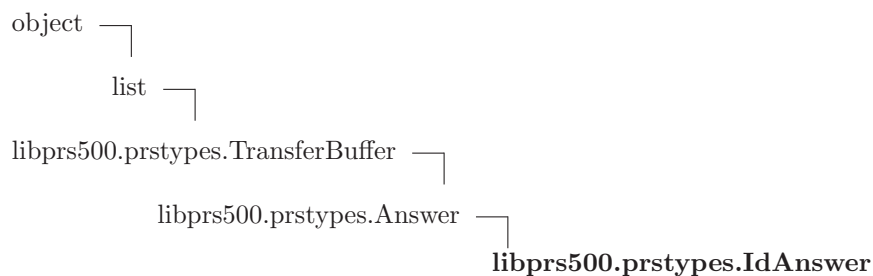 object
list
libprs500.prstypes.TransferBuffer
libprs500.prstypes.Answer
libprs500.prstypes.IdAnswer